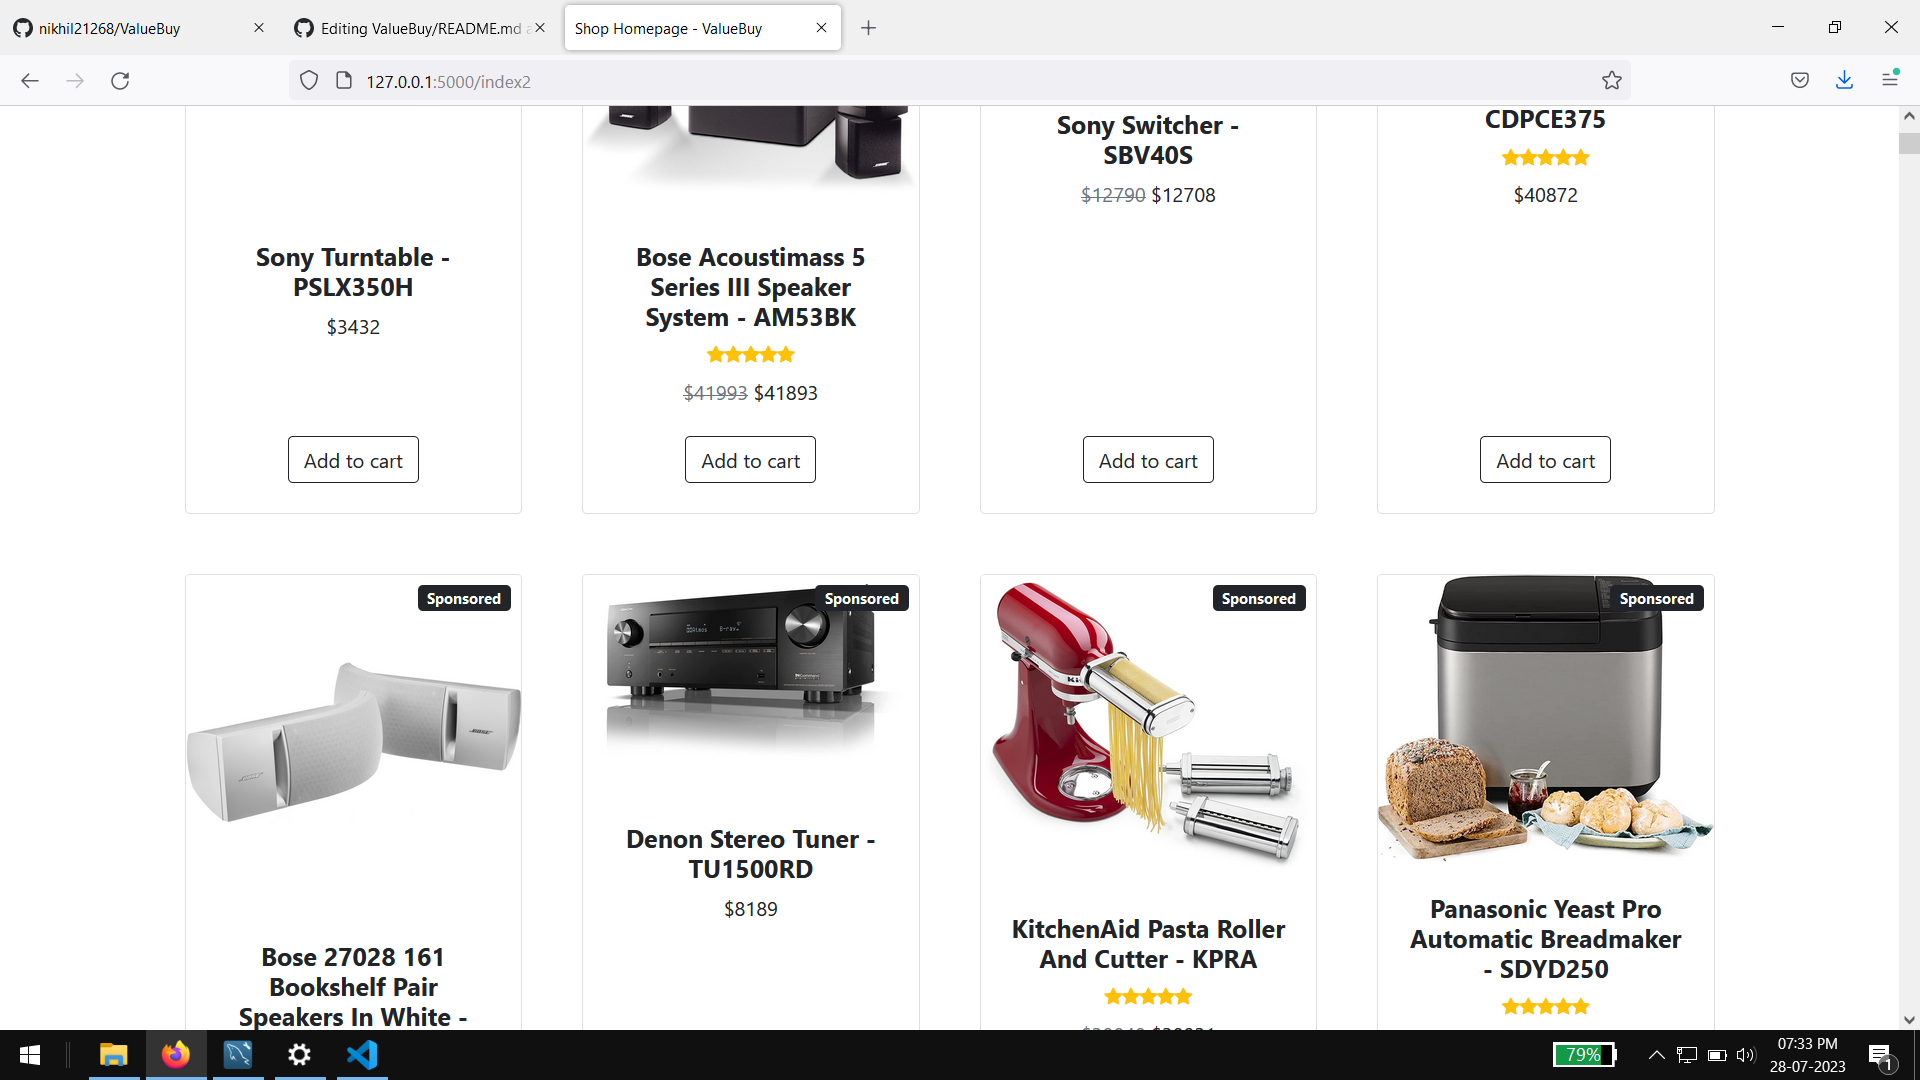 nikhil21268/ValueBuy
Editing ValueBuy/README.md a
Shop Homepage - ValueBuy
127.0.0.1:5000/index2
Sony Turntable -
PSLX350H
$3432
Add to cart
BOSE
Bose Acoustimass 5
Series III Speaker
System - AM53BK
$41993 $41893
Add to cart
Sony Switcher -
SBV40S
$12790 $12708
Add to cart
CDPCE375
$40872
Add to cart
Sponsored
BOSE
Bose 27028 161
Bookshelf Pair
Speakers In White -
Sponsored
Denon Stereo Tuner -
TU1500RD
$8189
Sponsored
KitchenAid Pasta Roller
And Cutter - KPRA
Sponsored
Panasonic Yeast Pro
Automatic Breadmaker
- SDYD250
79%
07:33 PM
28-07-2023
1